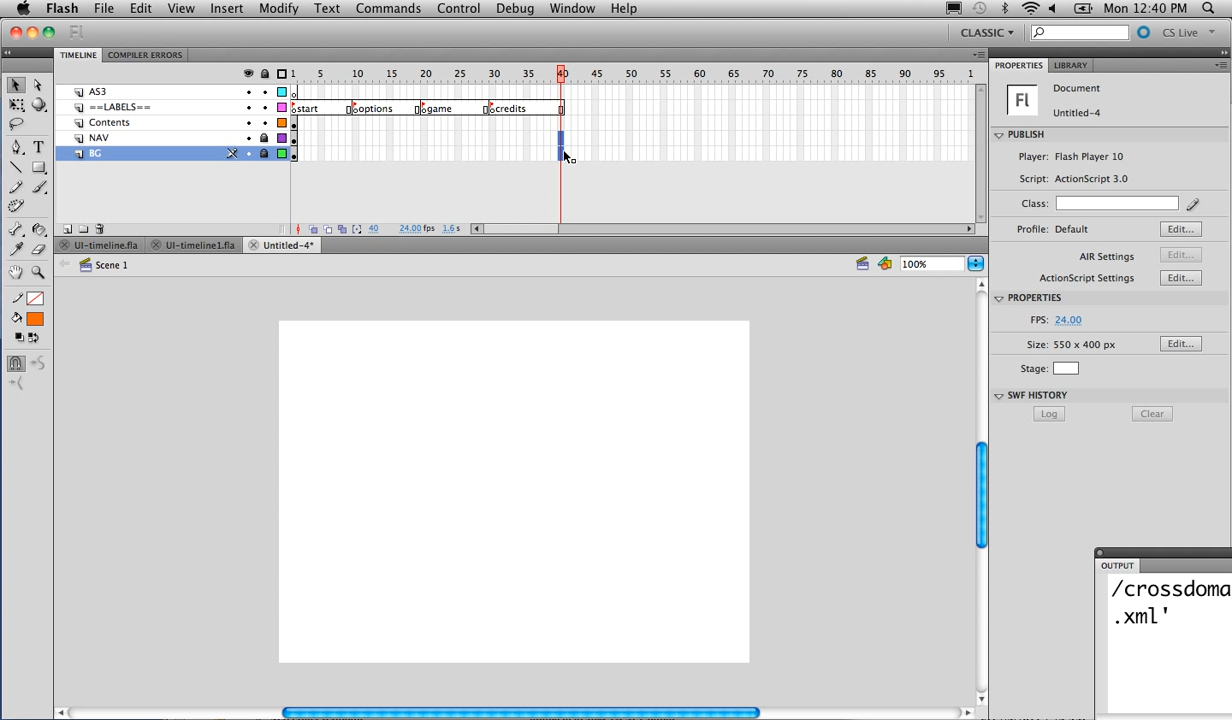 Flash File Edit View Insert Modify Text Commands Control Debug Window Help Mon 12:40 PM
Fl CLASSIC CS Live
TIMELINE COMPILER ERRORS
1 5 10 15 20 25 30 35 40 45 50 55 60 65 70 75 80 85 90 95 1
AS3
==LABELS== start options game credits
Contents
NAV
BG
40 24.00 fps 1.6 s
UI-timeline.fla UI-timeline1.fla Untitled-4*
Scene 1 100%
T
PROPERTIES LIBRARY
Fl Document
Untitled-4
PUBLISH
Player: Flash Player 10
Script: ActionScript 3.0
Class:
Profile: Default Edit...
AIR Settings Edit...
ActionScript Settings Edit...
PROPERTIES
FPS: 24.00
Size: 550 x 400 px Edit...
Stage:
SWF HISTORY
Log Clear
OUTPUT
/crossdoma
.xml'